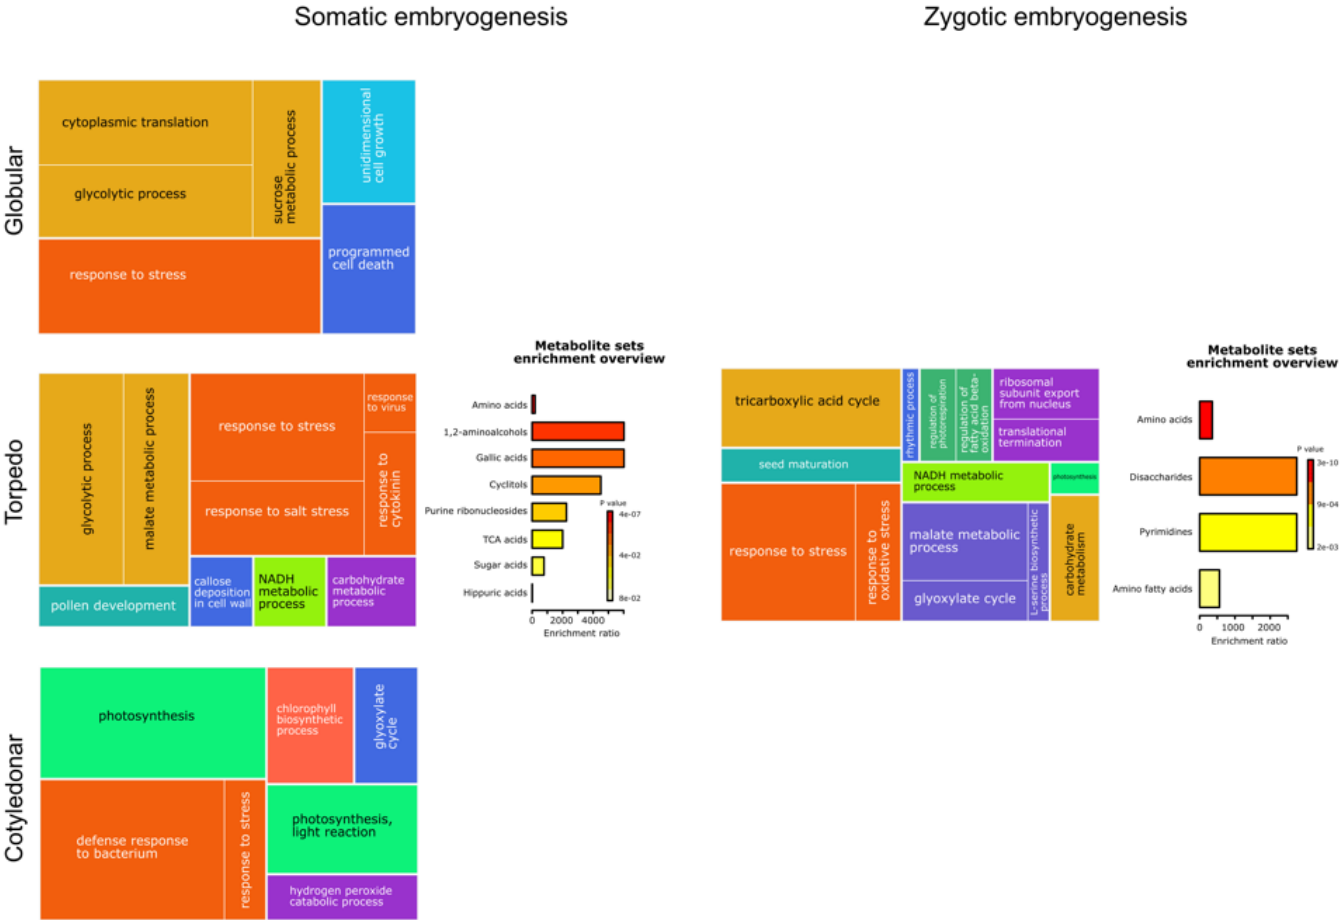 Somatic embryogenesis
Zygotic embryogenesis
Globular
cytoplasmic translation
glycolytic process
sucrose
metabolic process
unidimensional
cell growth
response to stress
programmed
cell death
Torpedo
glycolytic process
malate metabolic process
response to stress
response
to virus
response to salt stress
response to
cytokinin
pollen development
callose
deposition
in cell wall
NADH
metabolic
process
carbohydrate
metabolic
process
Metabolite sets
enrichment overview
Amino acids
1,2-aminoalcohols
Gallic acids
Cyclitols
Purine ribonucleosides
TCA acids
Sugar acids
Hippuric acids
P value
4e-07
4e-02
8e-02
0 2000 4000
Enrichment ratio
tricarboxylic acid cycle
seed maturation
response to stress
response to
oxidative stress
rhythmic process
regulation of
photorespiration
regulation of
fatty acid beta-
oxidation
ribosomal
subunit export
from nucleus
translational
termination
NADH metabolic
process
photosynthesis
malate metabolic
process
glyoxylate cycle
L-serine biosynthetic
process
carbohydrate
metabolism
Metabolite sets
enrichment overview
Amino acids
Disaccharides
Pyrimidines
Amino fatty acids
P value
3e-10
9e-04
2e-03
0 1000 2000
Enrichment ratio
Cotyledonar
photosynthesis
chlorophyll
biosynthetic
process
glyoxylate
cycle
defense response
to bacterium
response to stress
photosynthesis,
light reaction
hydrogen peroxide
catabolic process